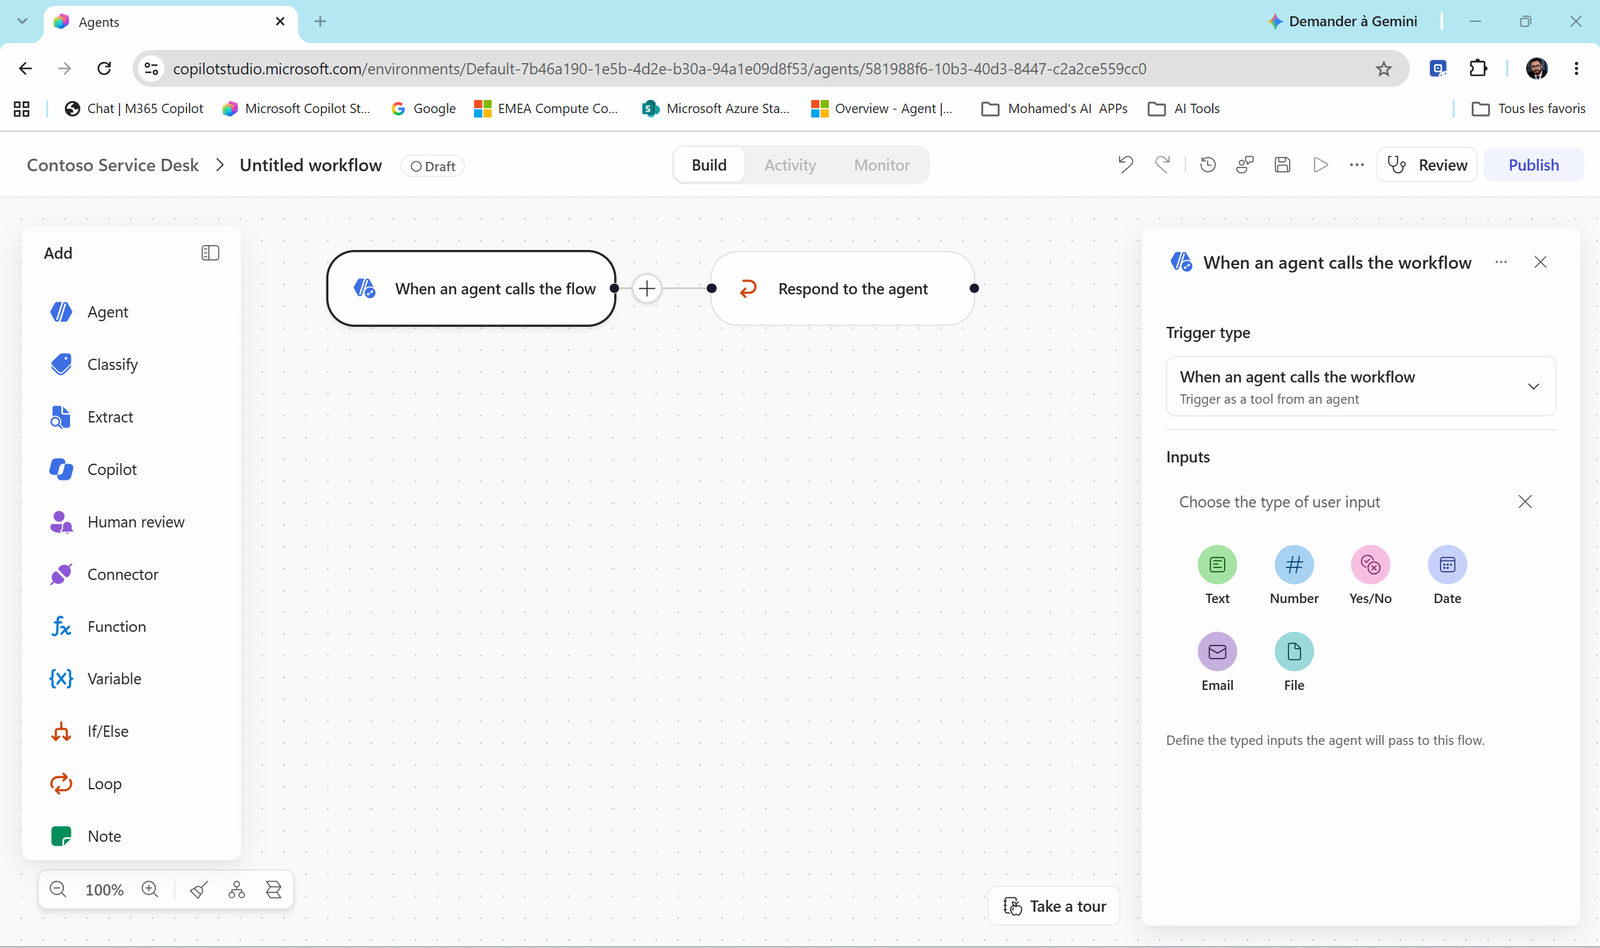 Agents
Demander à Gemini
copilotstudio.microsoft.com/environments/Default-7b46a190-1e5b-4d2e-b30a-94a1e09d8f53/agents/581988f6-10b3-40d3-8447-c2a2ce559cc0
Chat | M365 Copilot
Microsoft Copilot St...
Google
EMEA Compute Co...
Microsoft Azure Sta...
Overview - Agent |...
Mohamed's AI APPs
AI Tools
Tous les favoris
Contoso Service Desk > Untitled workflow
Draft
Build
Activity
Monitor
Review
Publish
Add
Agent
Classify
Extract
Copilot
Human review
Connector
Function
Variable
If/Else
Loop
Note
100%
When an agent calls the flow
Respond to the agent
Take a tour
When an agent calls the workflow
Trigger type
When an agent calls the workflow
Trigger as a tool from an agent
Inputs
Choose the type of user input
Text
Number
Yes/No
Date
Email
File
Define the typed inputs the agent will pass to this flow.